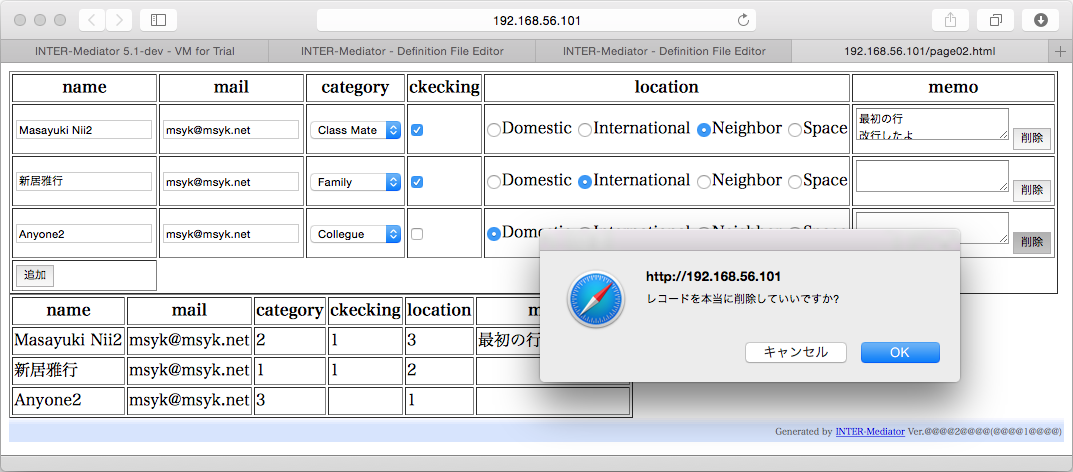 192.168.56.101
INTER-Mediator 5.1-dev - VM for Trial
INTER-Mediator - Definition File Editor
INTER-Mediator - Definition File Editor
192.168.56.101/page02.html
name mail category ckecking location memo
Masayuki Nii2 msyk@msyk.net Class Mate Domestic International Neighbor Space 最初の行
改行したよ 削除
新居雅行 msyk@msyk.net Family Domestic International Neighbor Space 削除
Anyone2 msyk@msyk.net Collegue Domestic 削除
追加
http://192.168.56.101
レコードを本当に削除していいですか?
キャンセル OK
name mail category ckecking location m
Masayuki Nii2 msyk@msyk.net 2 1 3 最初の行
新居雅行 msyk@msyk.net 1 1 2
Anyone2 msyk@msyk.net 3 1
Generated by INTER-Mediator Ver.@@@@2@@@@(@@@@1@@@@)